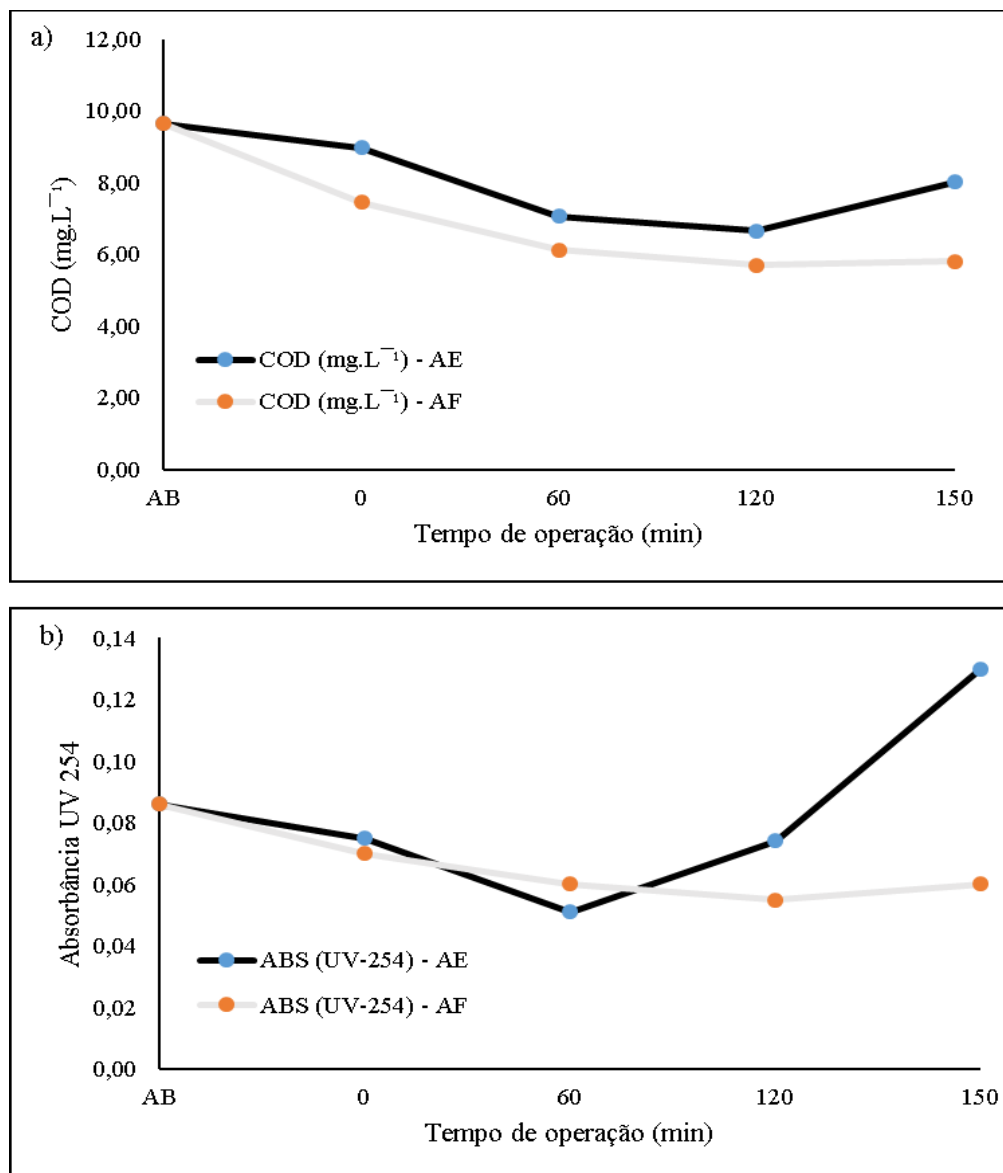 a)
12,00
10,00
8,00
6,00
4,00
2,00
0,00
COD (mg.L¯¹)
COD (mg.L¯¹) - AE
COD (mg.L¯¹) - AF
AB 0 60 120 150
Tempo de operação (min)
b)
0,14
0,12
0,10
0,08
0,06
0,04
0,02
0,00
Absorbância UV 254
ABS (UV-254) - AE
ABS (UV-254) - AF
AB 0 60 120 150
Tempo de operação (min)